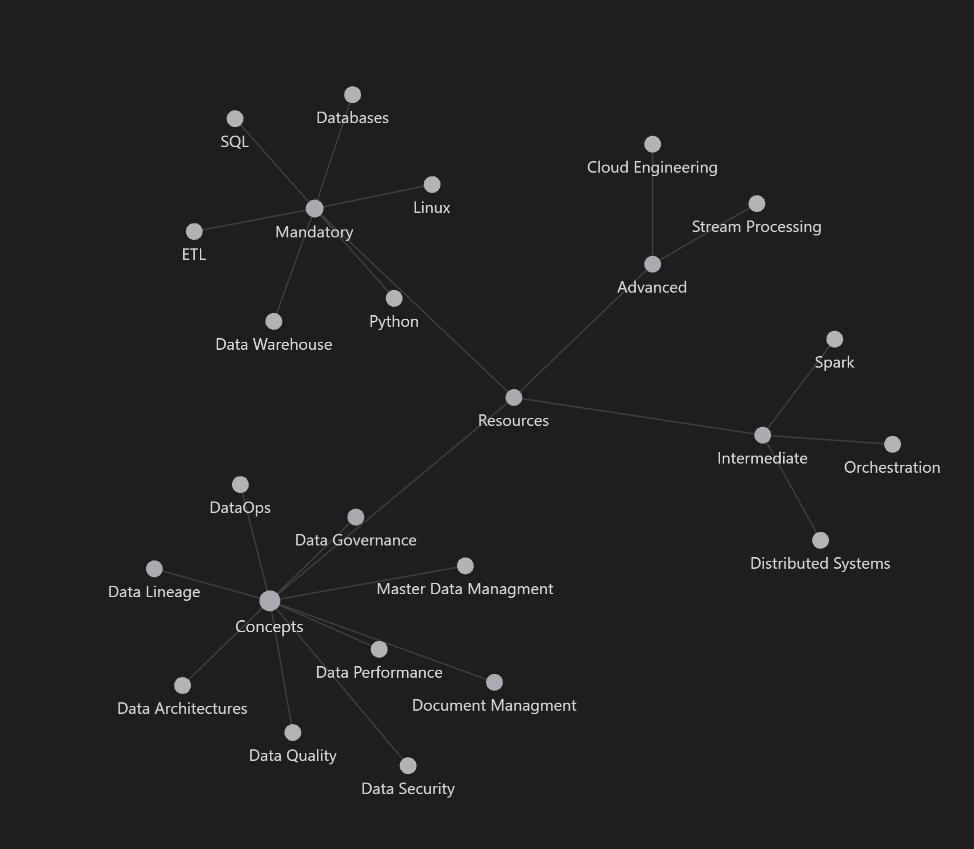 Databases
SQL
Cloud Engineering
Linux
Stream Processing
Mandatory
ETL
Advanced
Python
Data Warehouse
Spark
Resources
Intermediate
Orchestration
DataOps
Data Governance
Distributed Systems
Master Data Managment
Data Lineage
Concepts
Data Performance
Document Managment
Data Architectures
Data Quality
Data Security